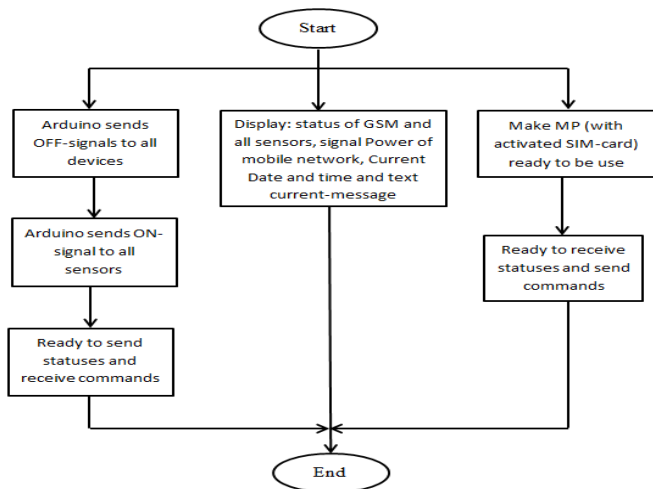 Start
Arduino sends
OFF-signals to all
devices
Arduino sends ON-
signal to all
sensors
Ready to send
statuses and
receive commands
Display: status of GSM and
all sensors, signal Power of
mobile network, Current
Date and time and text
current-message
Make MP (with
activated SIM-card)
ready to be use
Ready to receive
statuses and send
commands
End